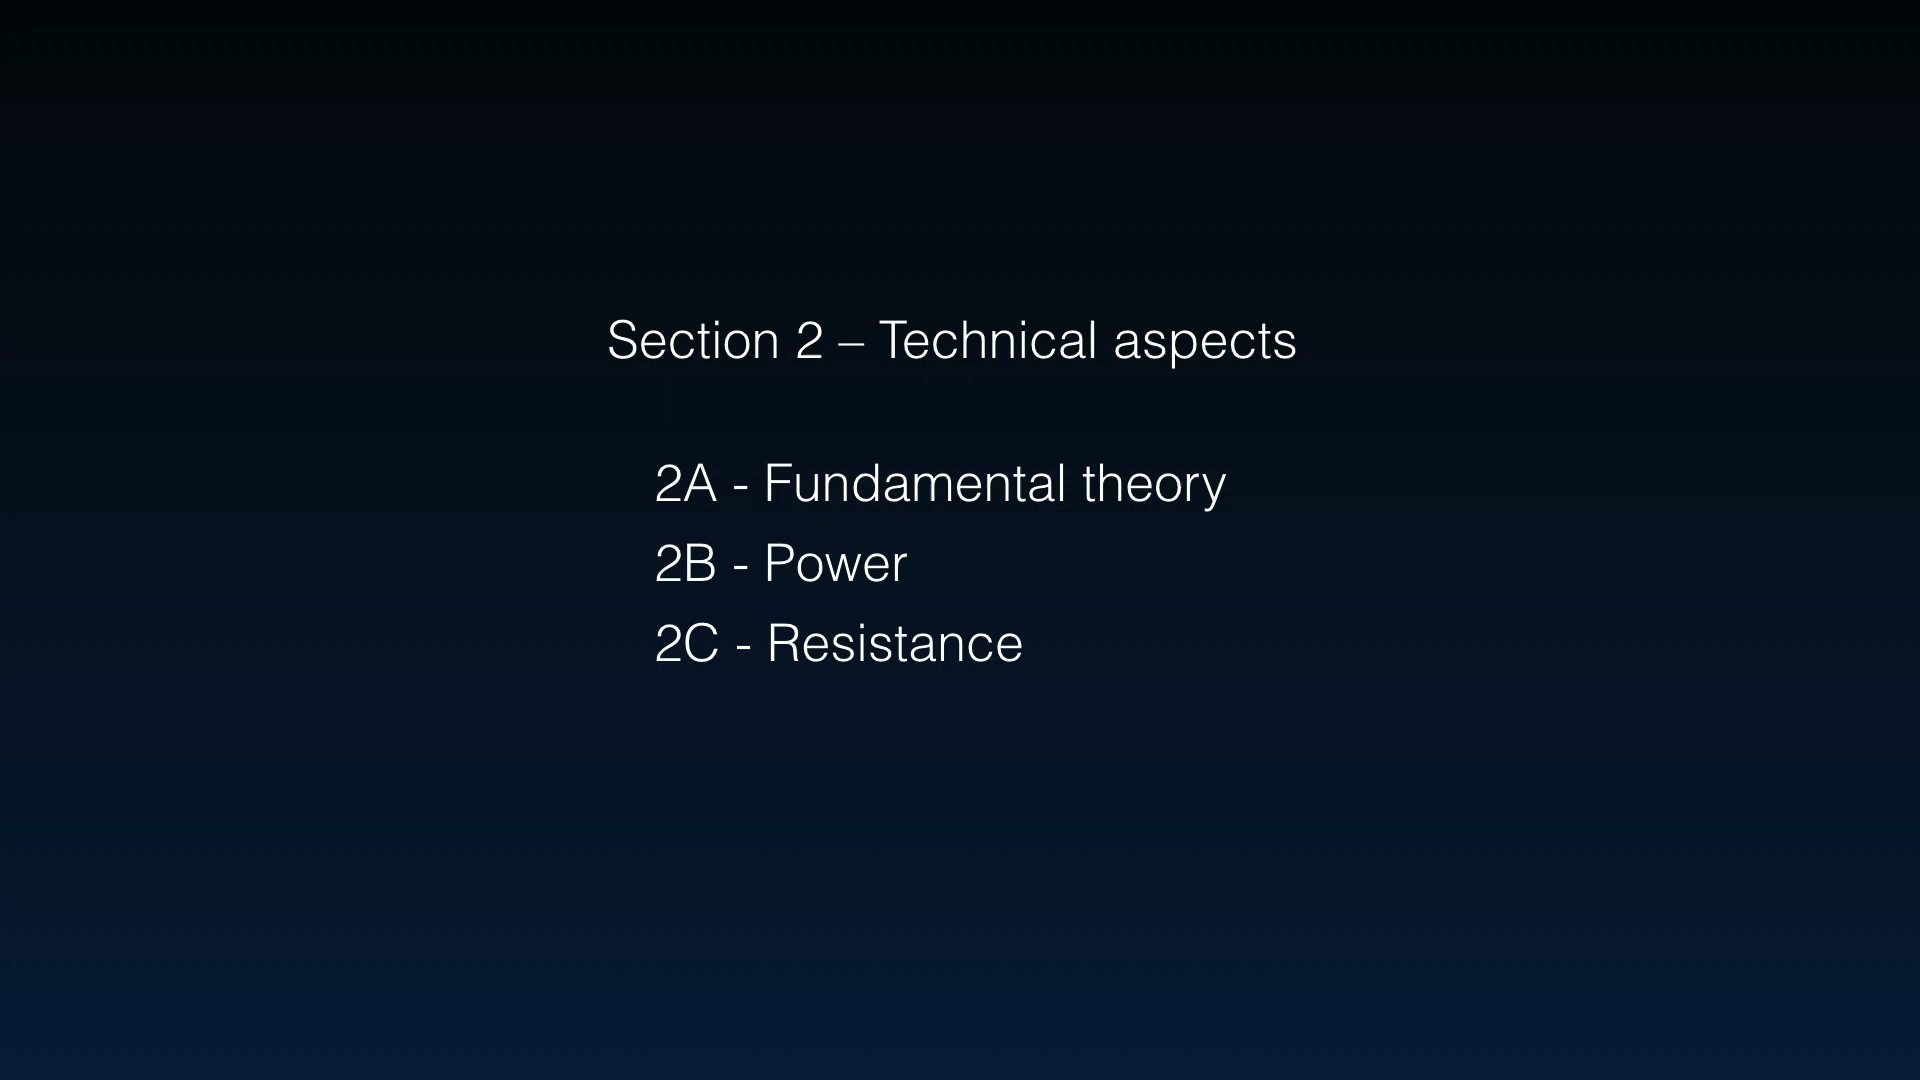 Section 2 – Technical aspects
2A - Fundamental theory
2B - Power
2C - Resistance